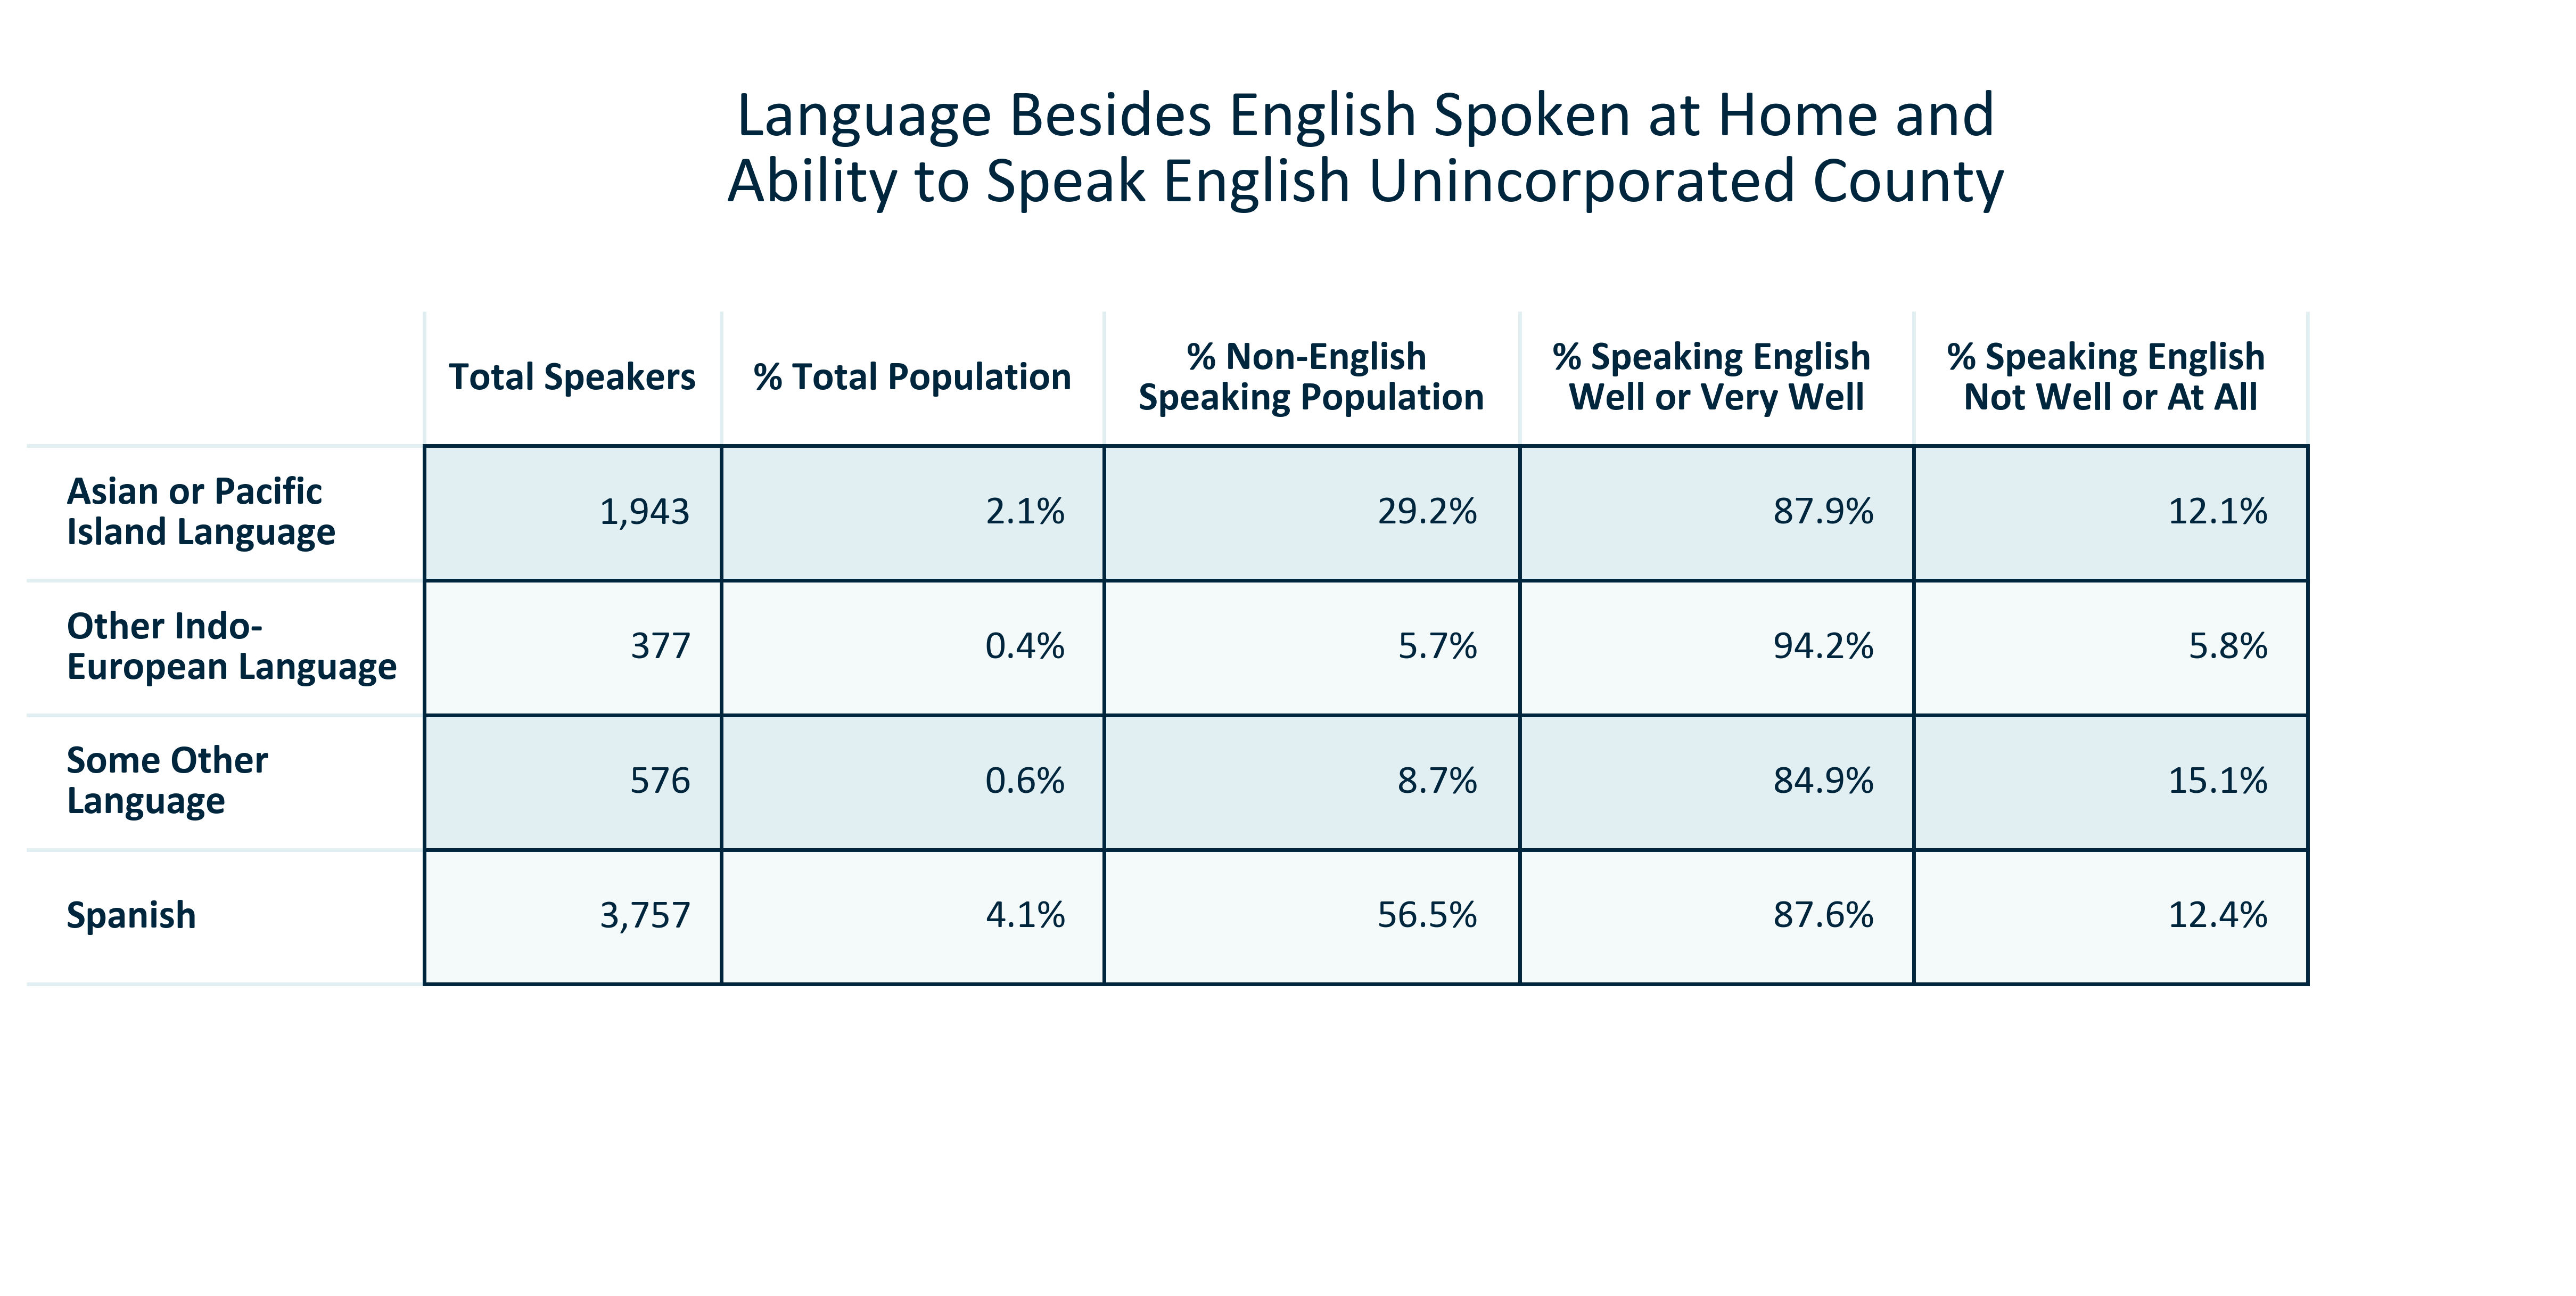 Language Besides English Spoken at Home and
Ability to Speak English Unincorporated County
Total Speakers
% Total Population
% Non-English
Speaking Population
% Speaking English
Well or Very Well
% Speaking English
Not Well or At All
Asian or Pacific
Island Language
1,943
2.1%
29.2%
87.9%
12.1%
Other Indo-
European Language
377
0.4%
5.7%
94.2%
5.8%
Some Other
Language
576
0.6%
8.7%
84.9%
15.1%
Spanish
3,757
4.1%
56.5%
87.6%
12.4%